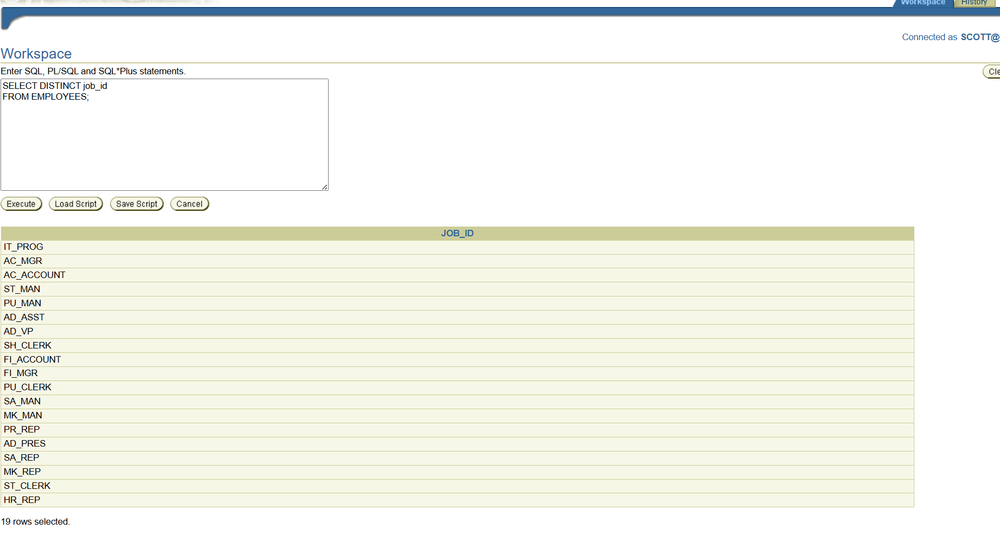 Workspace
History
Connected as SCOTT@
Workspace
Enter SQL, PL/SQL and SQL*Plus statements.
Cle
SELECT DISTINCT job_id
FROM EMPLOYEES;
Execute
Load Script
Save Script
Cancel
JOB_ID
IT_PROG
AC_MGR
AC_ACCOUNT
ST_MAN
PU_MAN
AD_ASST
AD_VP
SH_CLERK
FI_ACCOUNT
FI_MGR
PU_CLERK
SA_MAN
MK_MAN
PR_REP
AD_PRES
SA_REP
MK_REP
ST_CLERK
HR_REP
19 rows selected.